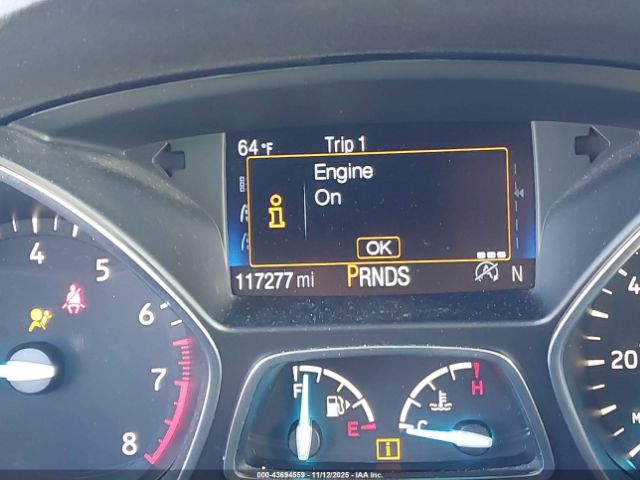 64°F Trip 1
Engine
On
OK
117277 mi PRNDS N
4 5 6 7 8
F E
C H
4
20
M
000-43694559 - 11/12/2025 - IAA Inc.